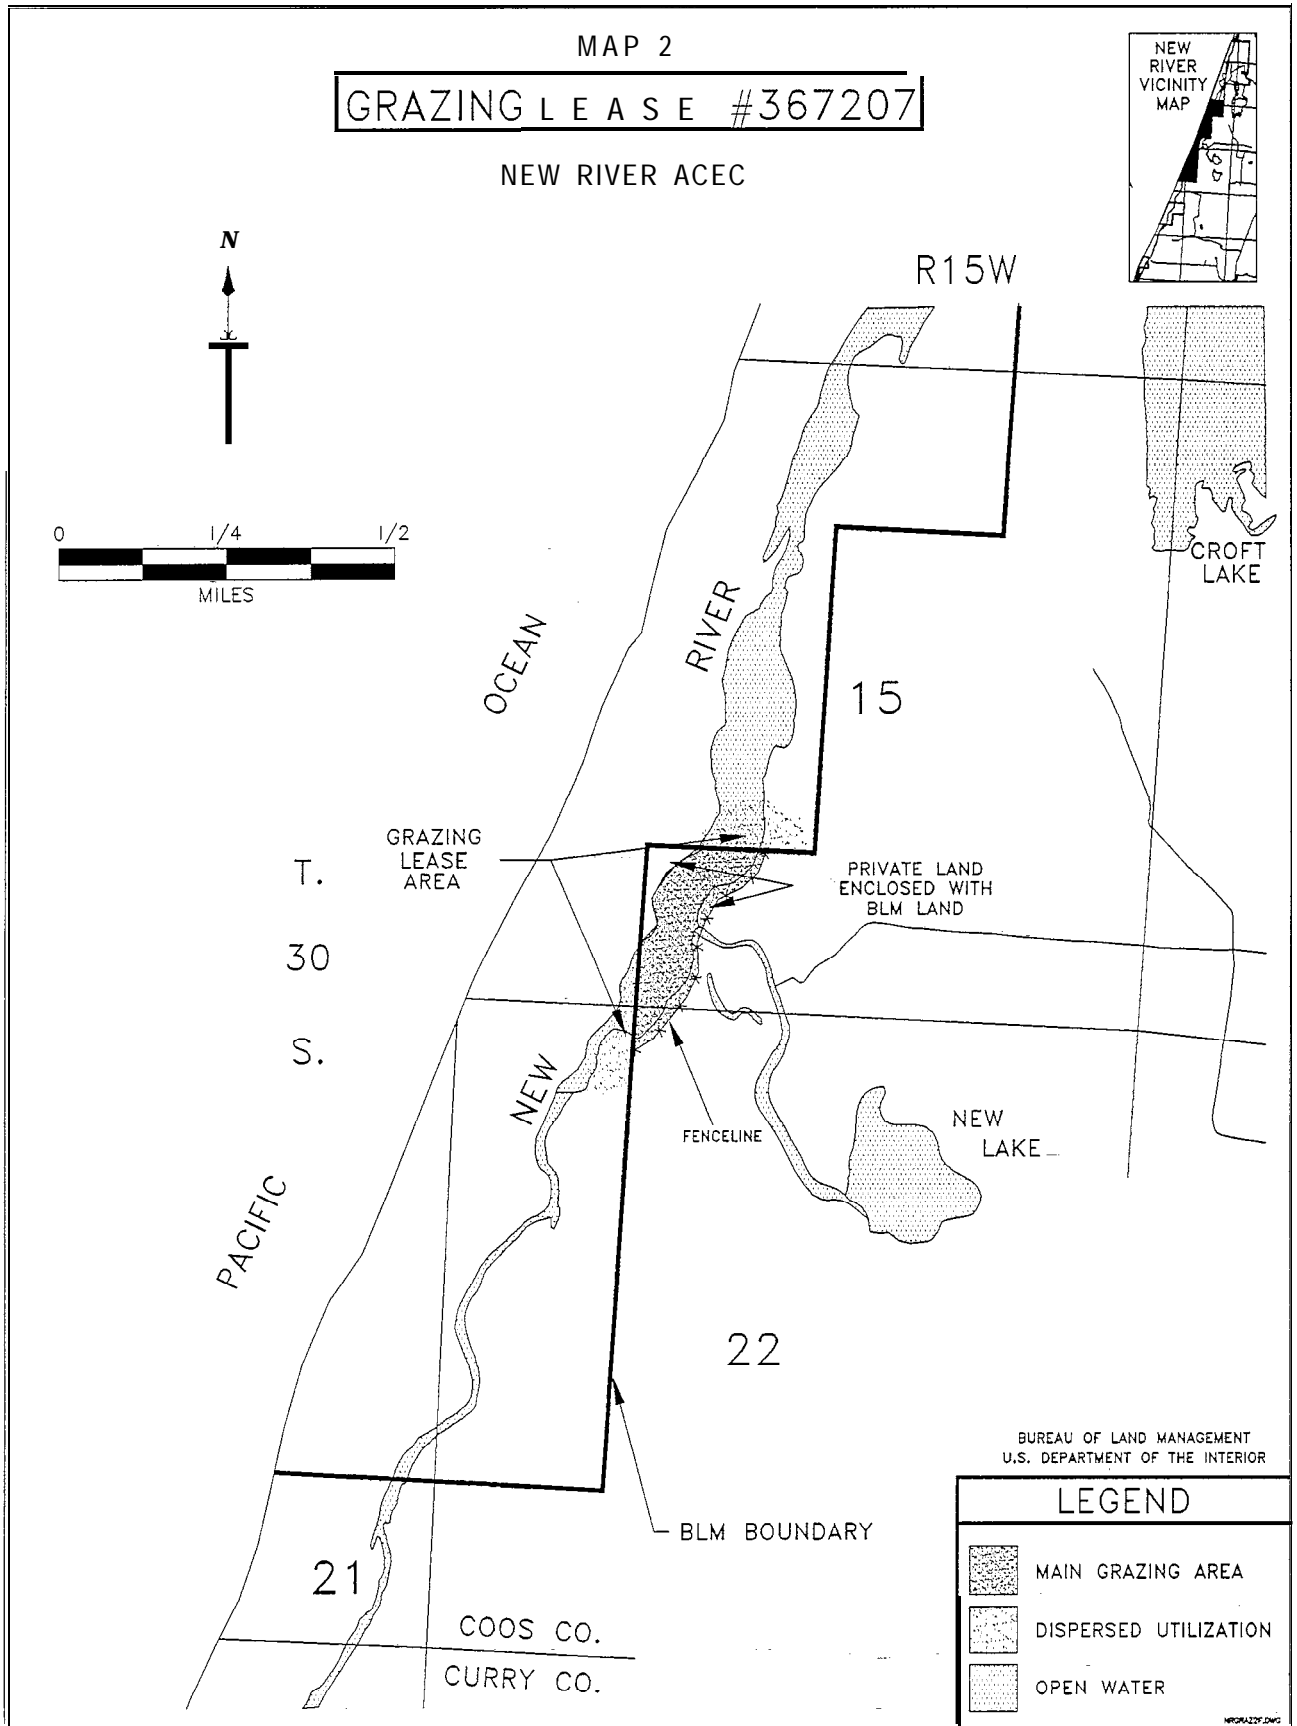 MAP 2
GRAZING LEASE #367207
NEW RIVER ACEC
NEW
RIVER
VICINITY
MAP
N
R15W
0 1/4 1/2
MILES
CROFT
LAKE
OCEAN
RIVER
15
GRAZING
LEASE
AREA
T.
30
S.
PRIVATE LAND
ENCLOSED WITH
BLM LAND
NEW
FENCELINE
NEW
LAKE
PACIFIC
22
BLM BOUNDARY
21
COOS CO.
CURRY CO.
BUREAU OF LAND MANAGEMENT
U.S. DEPARTMENT OF THE INTERIOR
LEGEND
MAIN GRAZING AREA
DISPERSED UTILIZATION
OPEN WATER